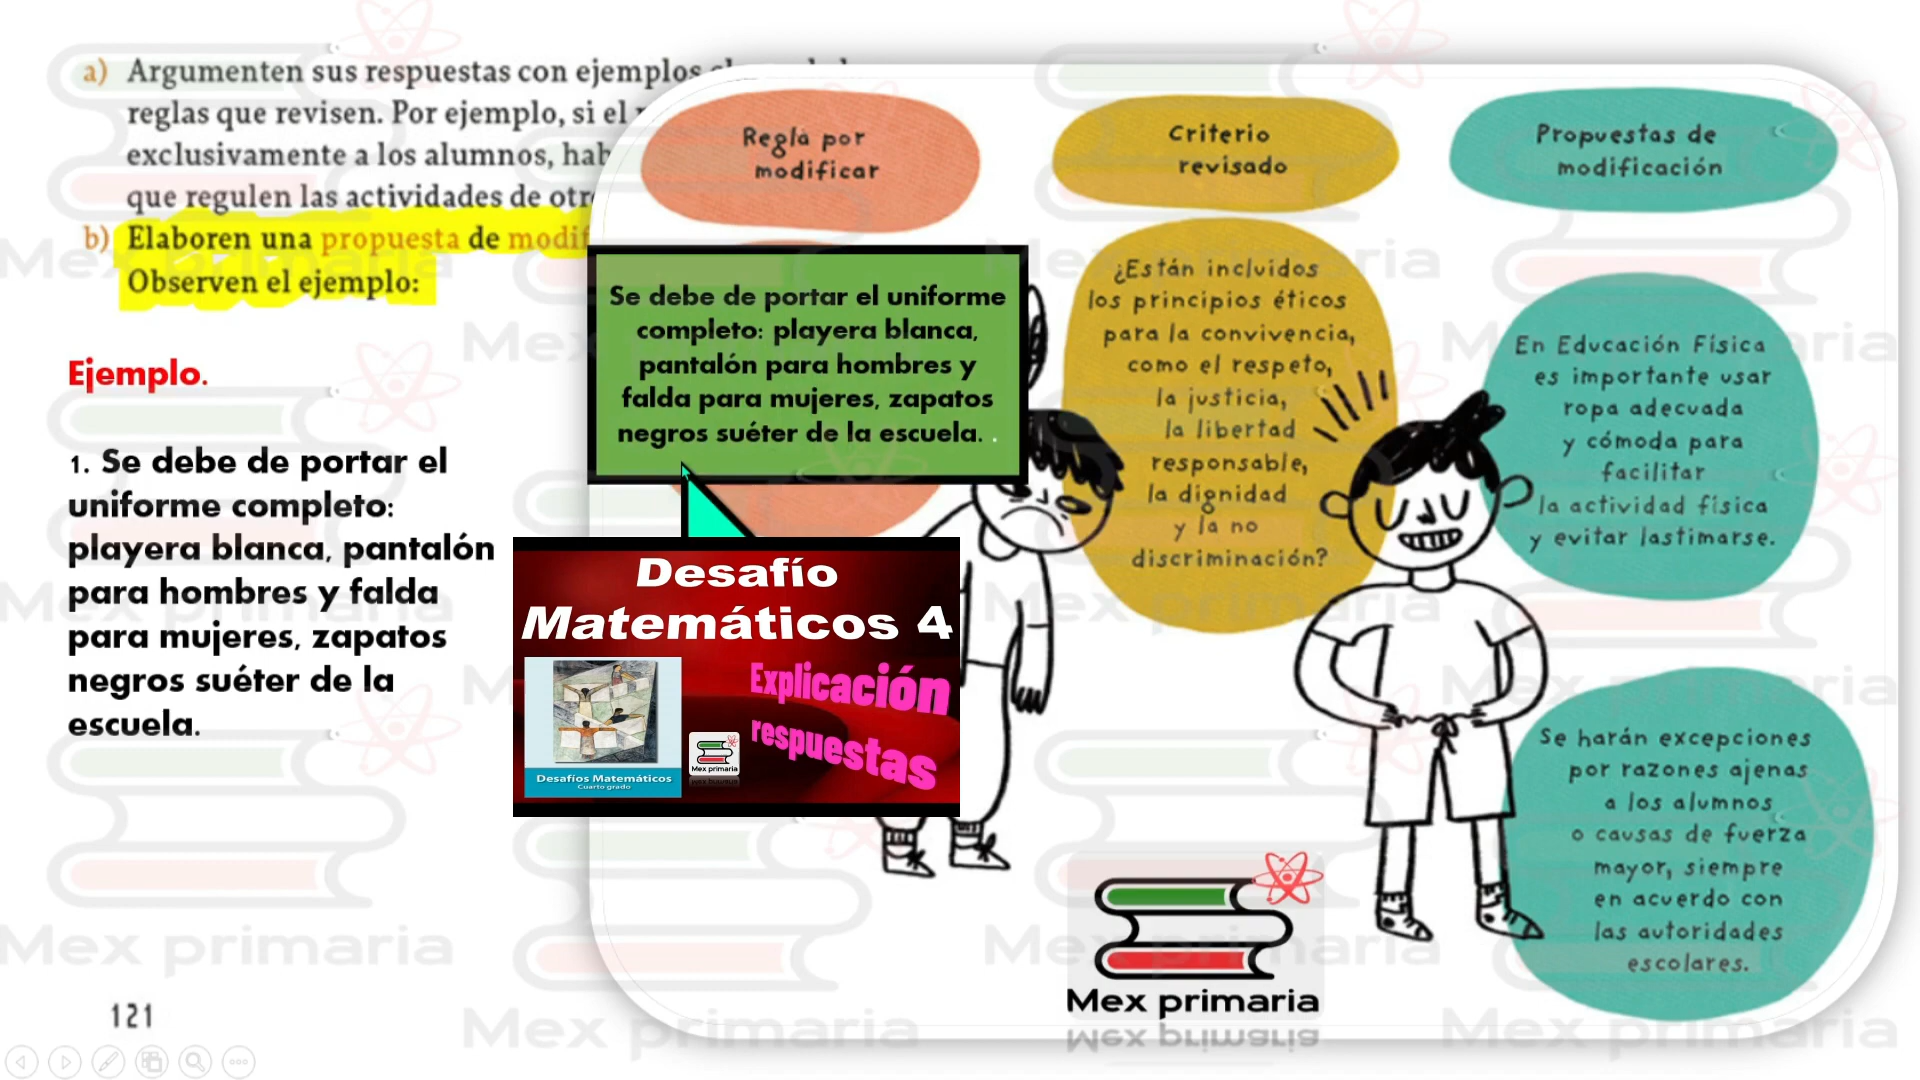 a) Argumenten sus respuestas con ejemplos
reglas que revisen. Por ejemplo, si el
exclusivamente a los alumnos,
que regulen las actividades de
b) Elaboren una propuesta de
Observen el ejemplo:
Ejemplo.
1. Se debe de portar el
uniforme completo:
playera blanca, pantalón
para hombres y falda
para mujeres, zapatos
negros suéter de la
escuela.
121
Regla por
modificar
Se debe de portar el uniforme
completo: playera blanca,
pantalón para hombres y
falda para mujeres, zapatos
negros suéter de la escuela. .
Desafío
Matemáticos 4
Explicación
respuestas
Desafíos Matemáticos
Cuarto grado
Mex primaria
Criterio
revisado
¿Están incluidos
los principios éticos
para la convivencia,
como el respeto,
la justicia,
la libertad
responsable,
la dignidad
y la no
discriminación?
Propuestas de
modificación
En Educación Física
es importante usar
ropa adecuada
y cómoda para
facilitar
la actividad física
y evitar lastimarse.
Se harán excepciones
por razones ajenas
a los alumnos
o causas de fuerza
mayor, siempre
en acuerdo con
las autoridades
escolares.
Mex primaria